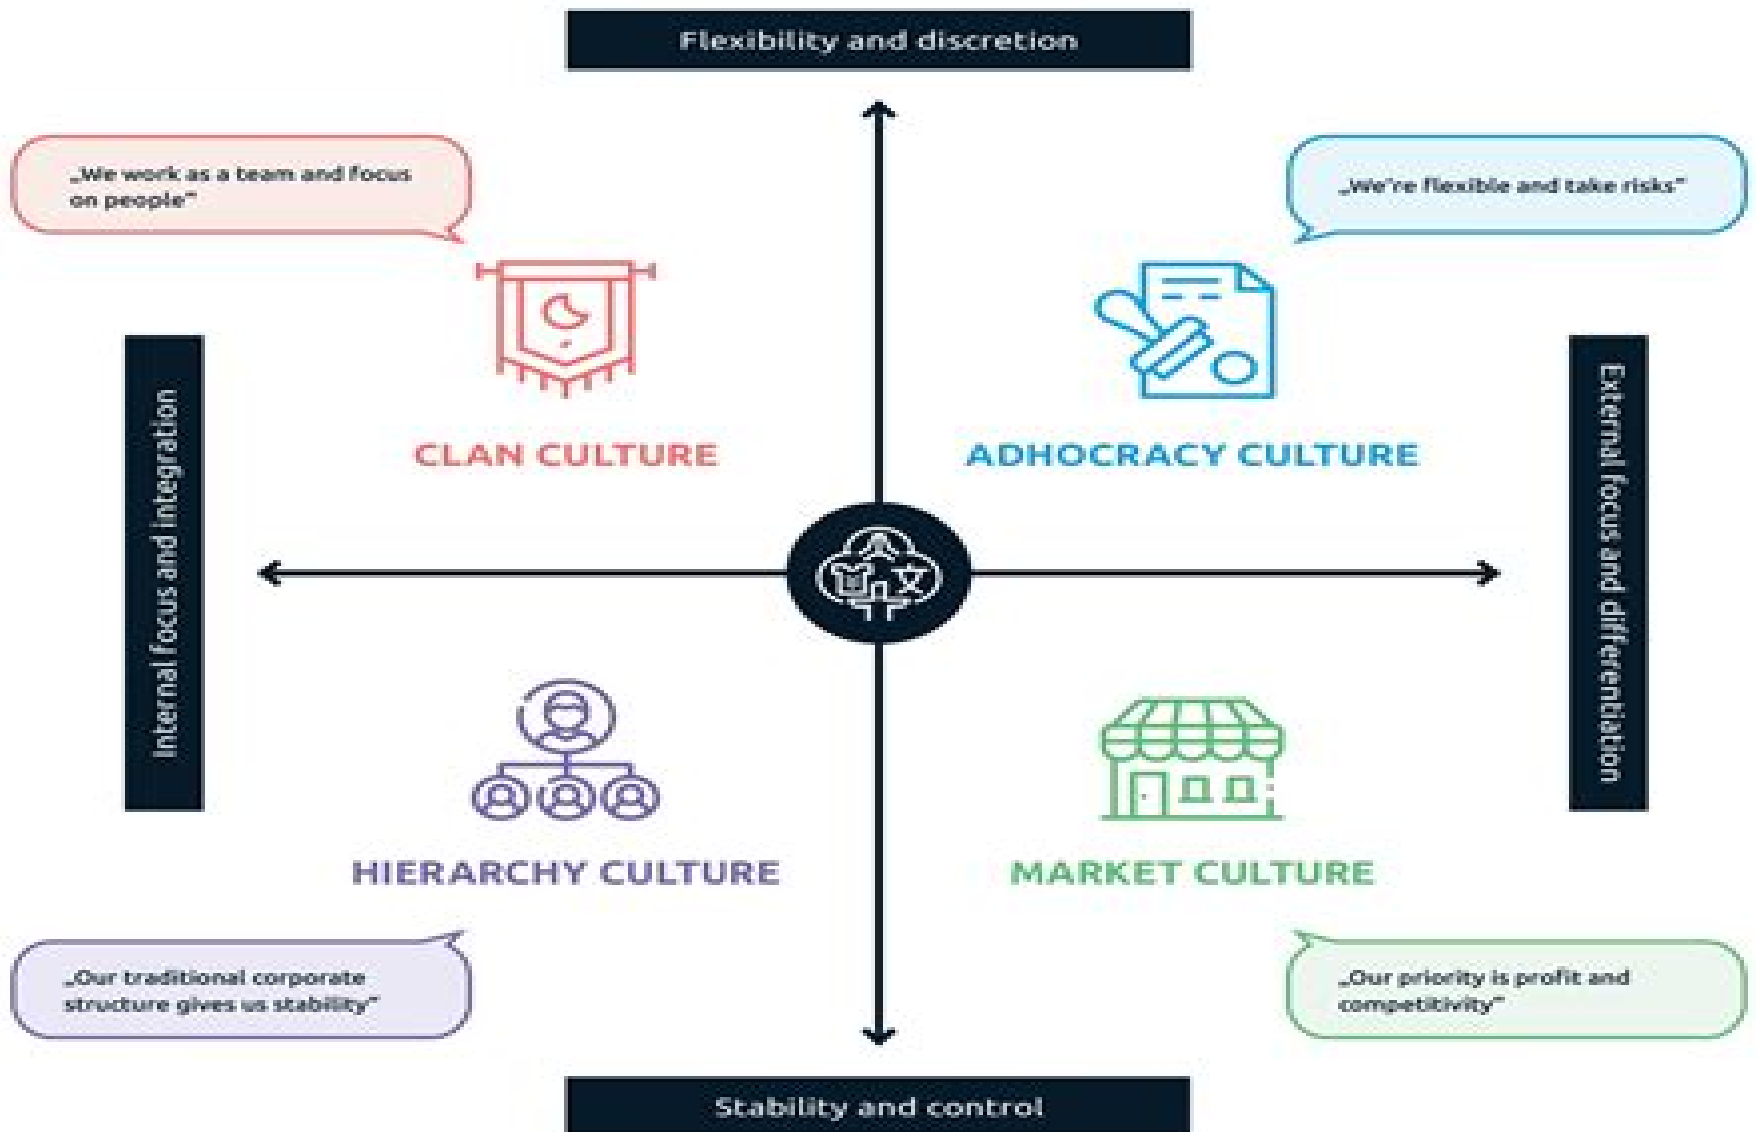 Flexibility and discretion
„We work as a team and focus
on people”
„We're flexible and take risks”
CLAN CULTURE
ADHOCRACY CULTURE
Internal focus and integration
External focus and differentiation
文
HIERARCHY CULTURE
MARKET CULTURE
„Our traditional corporate
structure gives us stability”
„Our priority is profit and
competitivity”
Stability and control